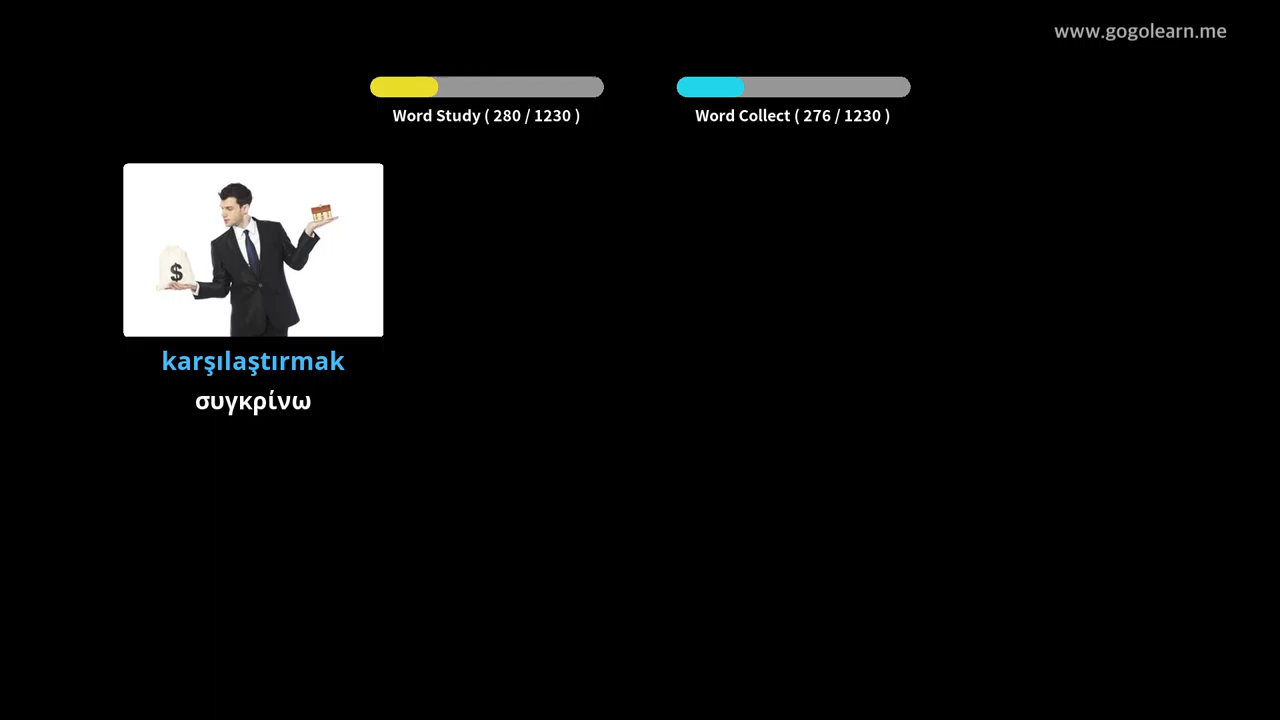 www.gogolearn.me
Word Study ( 280 / 1230 )
Word Collect ( 276 / 1230 )
$
karşılaştırmak
συγκρίνω